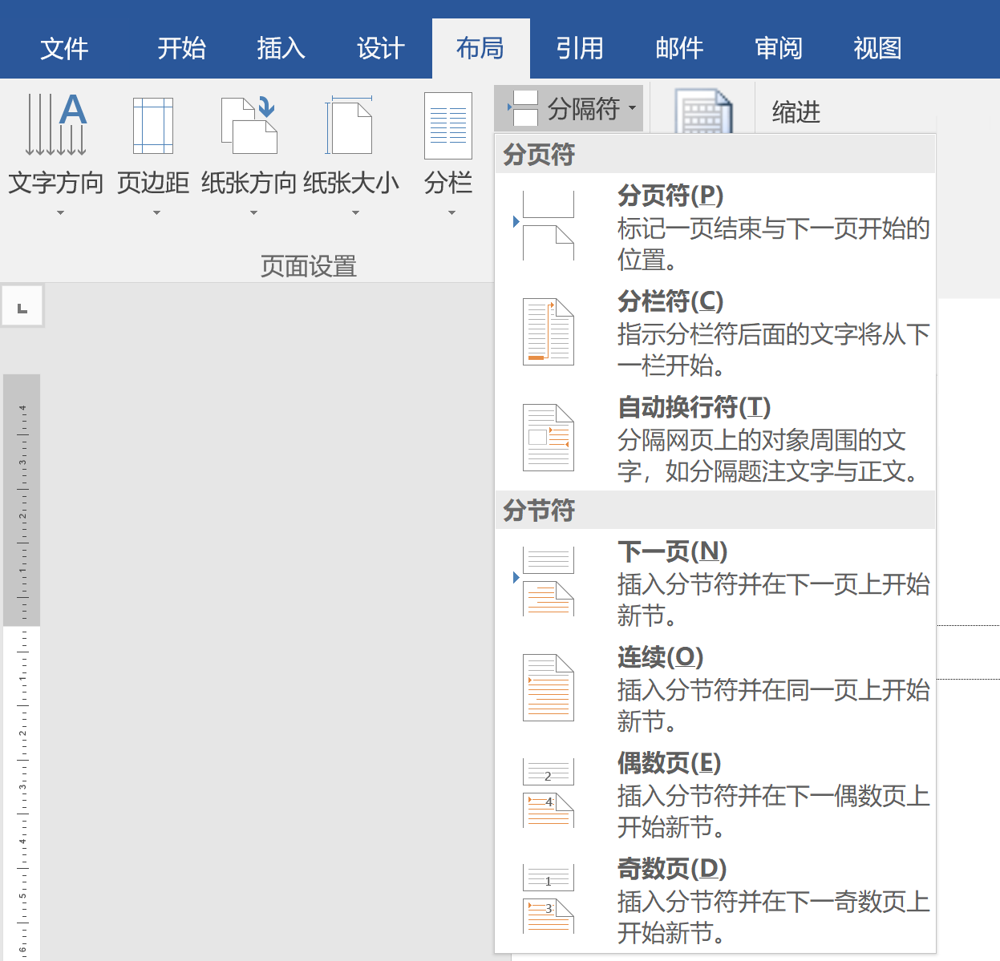 文件 开始 插入 设计 布局 引用 邮件 审阅 视图
A
文字方向 页边距 纸张方向 纸张大小 分栏
分隔符
缩进
页面设置
分页符
分页符(P)
标记一页结束与下一页开始的
位置。
分栏符(C)
指示分栏符后面的文字将从下
一栏开始。
自动换行符(T)
分隔网页上的对象周围的文
字，如分隔题注文字与正文。
分节符
下一页(N)
插入分节符并在下一页上开始
新节。
连续(O)
插入分节符并在同一页上开始
新节。
2
4
偶数页(E)
插入分节符并在下一偶数页上
开始新节。
1
3
奇数页(D)
插入分节符并在下一奇数页上
开始新节。
4
3
2
1
1
2
3
4
5
6